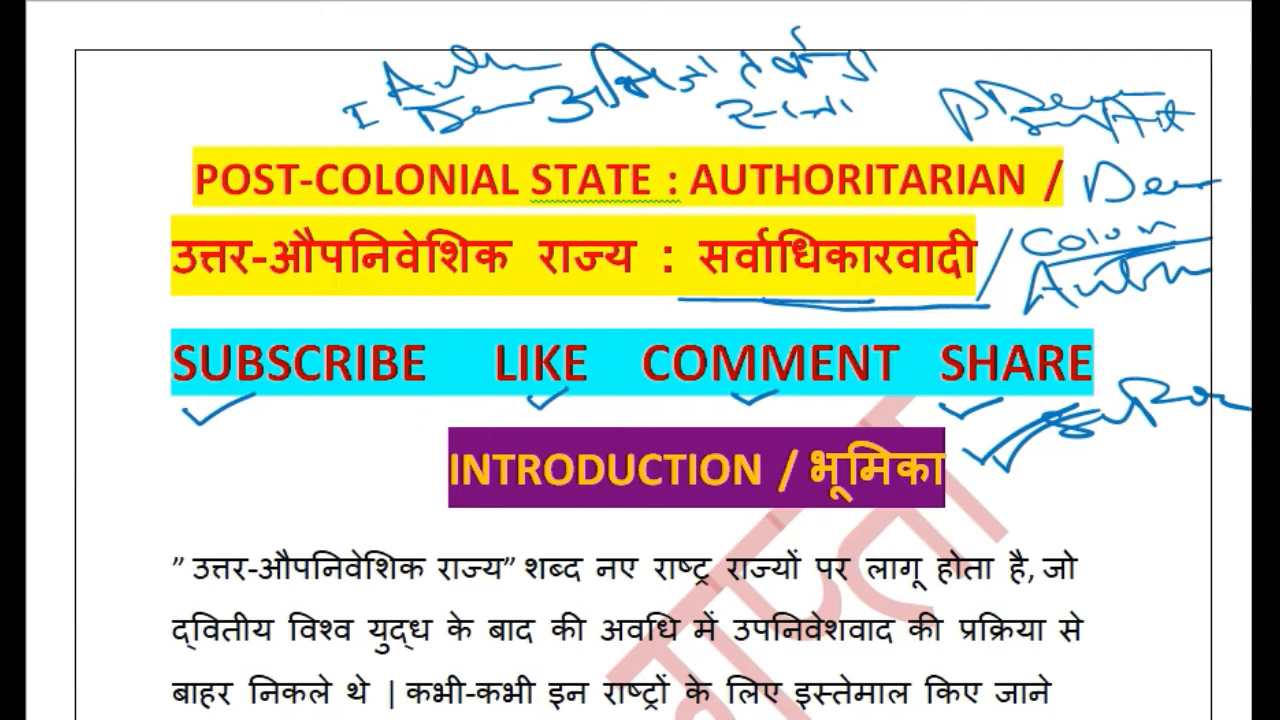 POST-COLONIAL STATE : AUTHORITARIAN /
उत्तर-औपनिवेशिक राज्य : सर्वाधिकारवादी / Colon
SUBSCRIBE LIKE COMMENT SHARE
INTRODUCTION / भूमिका
” उत्तर-औपनिवेशिक राज्य” शब्द नए राष्ट्र राज्यों पर लागू होता है, जो
द्वितीय विश्व युद्ध के बाद की अवधि में उपनिवेशवाद की प्रक्रिया से
बाहर निकले थे | कभी-कभी इन राष्ट्रों के लिए इस्तेमाल किए जाने
गुप्ता